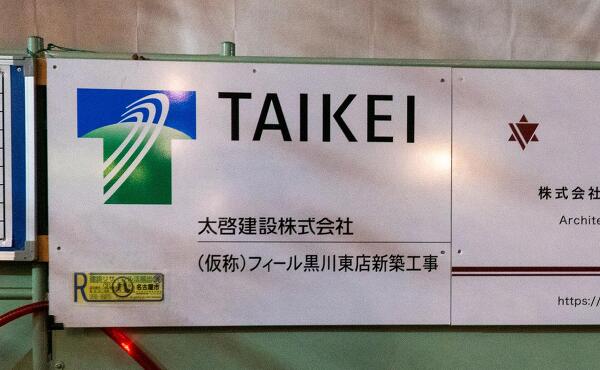 TAIKEI
太啓建設株式会社
(仮称)フィール黒川東店新築工事
R
八
名古屋市
株式会社
Archite
https://